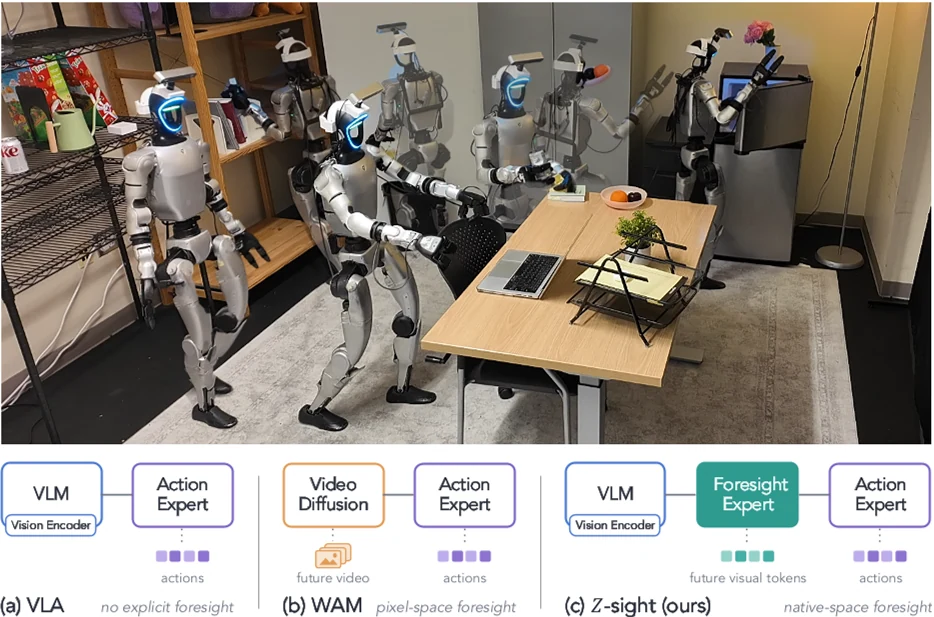 KE
VLM
Vision Encoder
Action
Expert
actions
(a) VLA
no explicit foresight
Video
Diffusion
future video
Action
Expert
actions
(b) WAM
pixel-space foresight
VLM
Vision Encoder
Foresight
Expert
future visual tokens
Action
Expert
actions
(c) Z-sight (ours)
native-space foresight